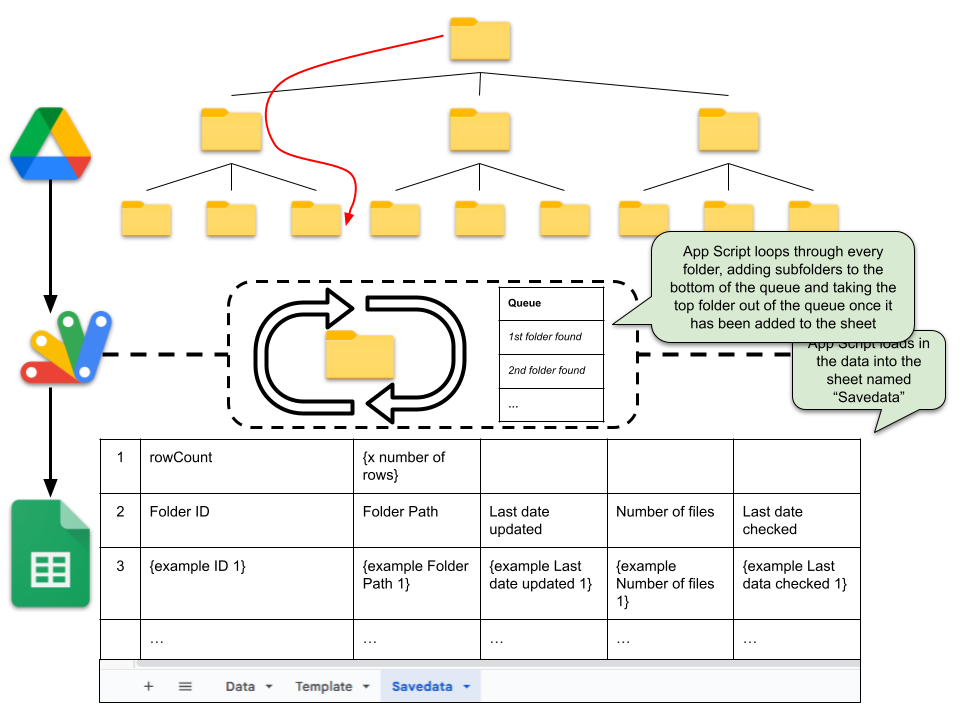 App Script loops through every
folder, adding subfolders to the
bottom of the queue and taking the
top folder out of the queue once it
has been added to the sheet
Queue
1st folder found
2nd folder found
...
App Script loads in
the data into the
sheet named
“Savedata”
1 rowCount {x number of
rows}
2 Folder ID Folder Path Last date Number of files Last date
updated checked
3 {example ID 1} {example Folder {example Last {example {example Last
Path 1} date updated 1} Number of files data checked 1}
1}
… … … … …
+ Data Template Savedata